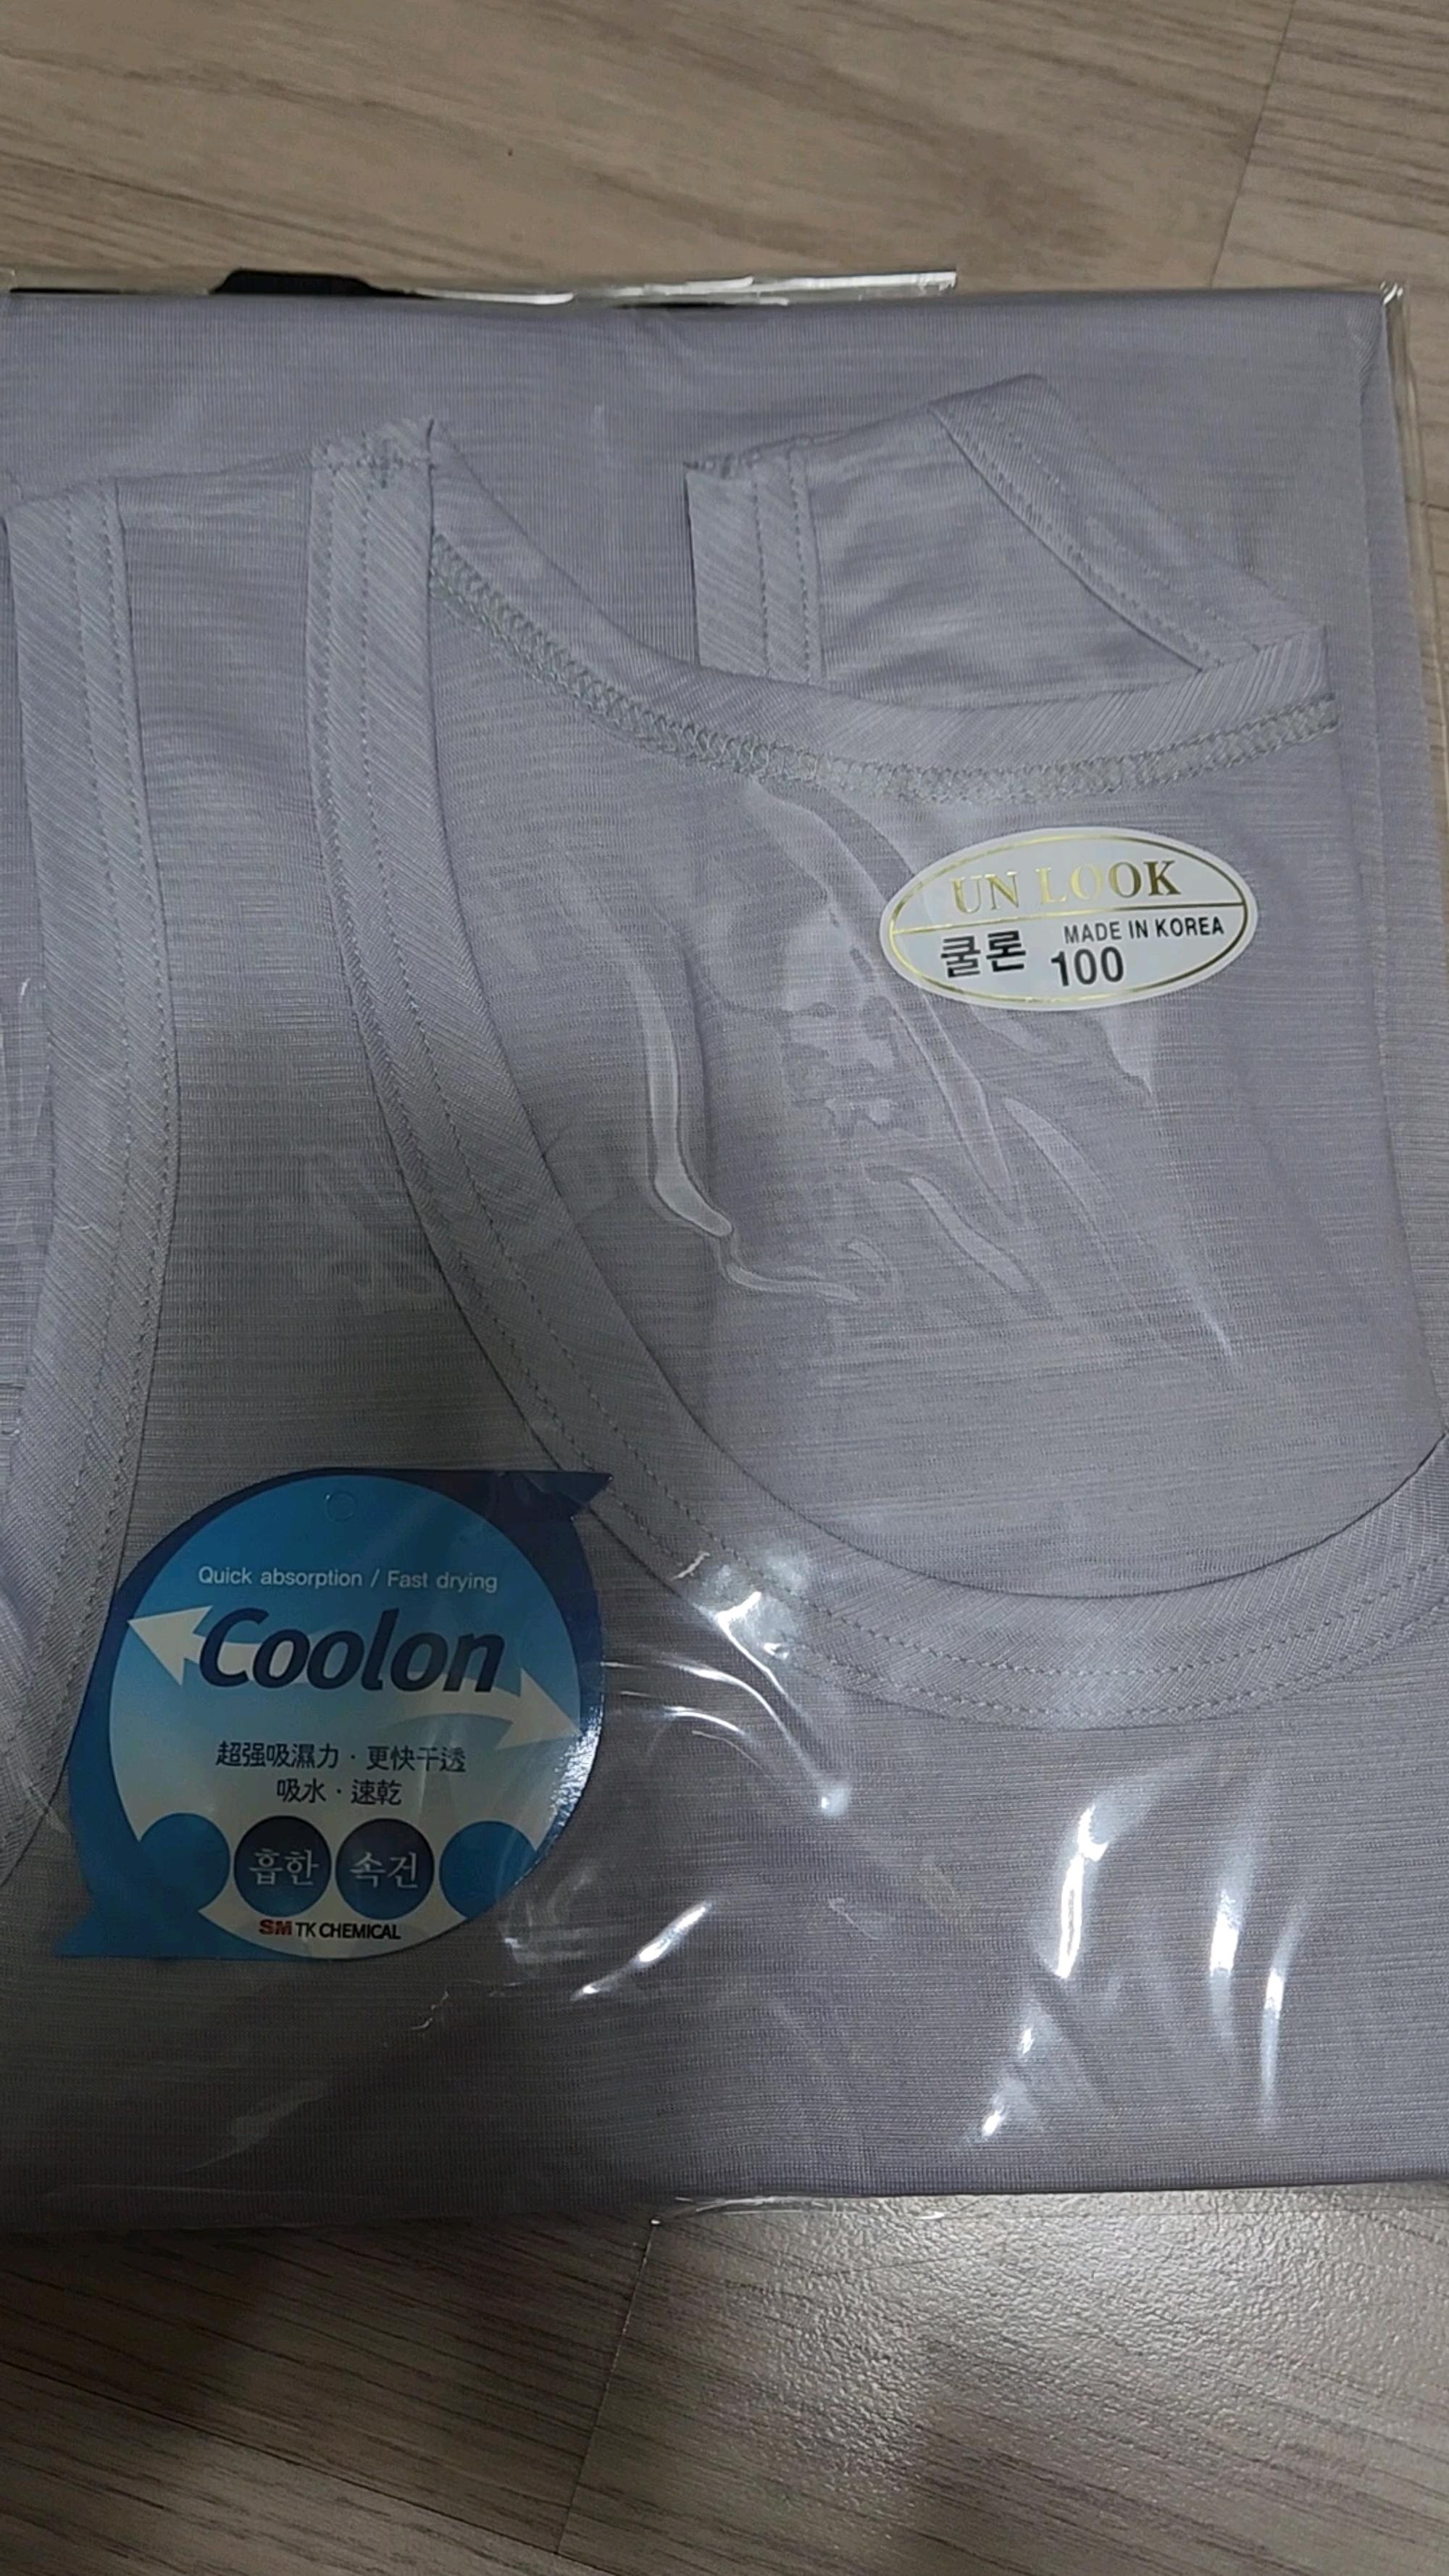 UN LOOK
쿨론 MADE IN KOREA
100
Quick absorption / Fast drying
Coolon
超强吸濕力 · 更快干透
吸水 · 速乾
흡한 속건
SM TK CHEMICAL